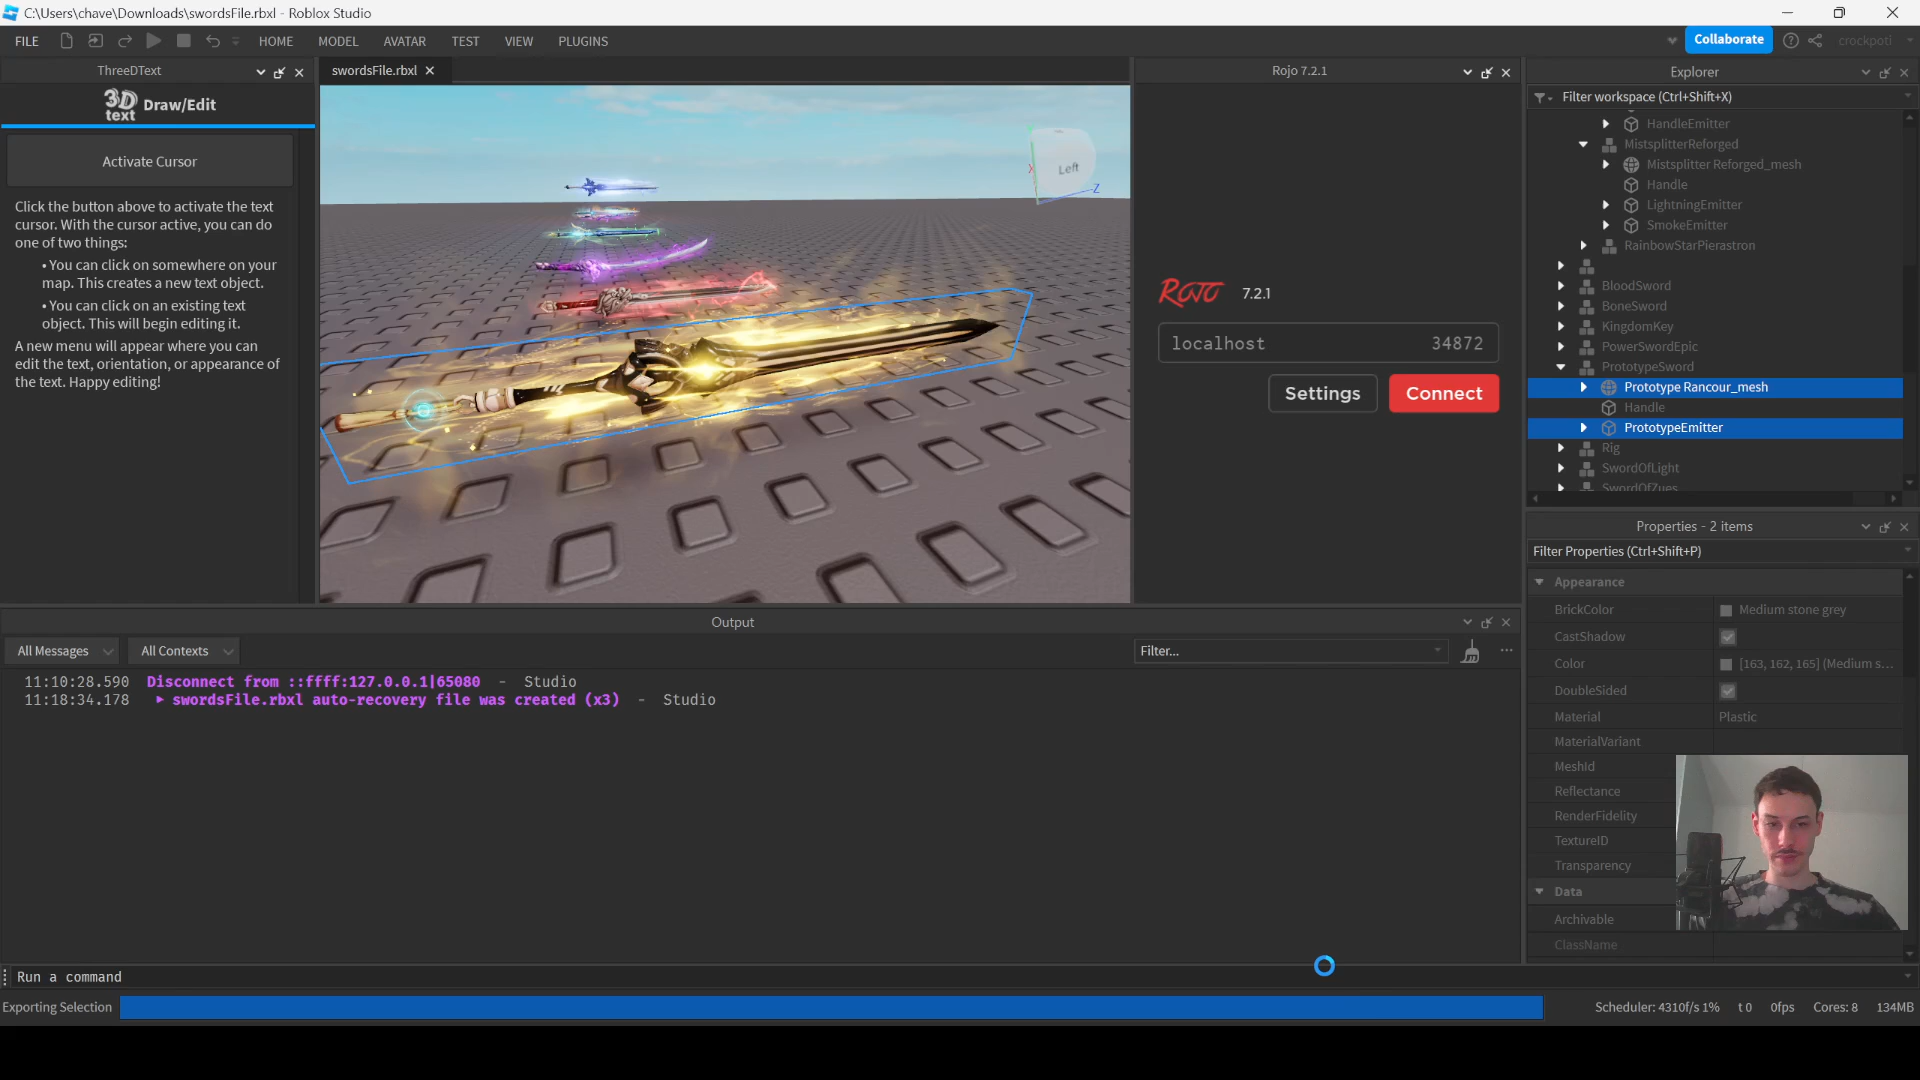 C:\Users\chave\Downloads\swordsFile.rbxl - Roblox Studio
FILE
HOME
MODEL
AVATAR
TEST
VIEW
PLUGINS
Collaborate
crockpoti
ThreeDText
3D text
Draw/Edit
Activate Cursor
Click the button above to activate the text
cursor. With the cursor active, you can do
one of two things:
• You can click on somewhere on your
map. This creates a new text object.
• You can click on an existing text
object. This will begin editing it.
A new menu will appear where you can
edit the text, orientation, or appearance of
the text. Happy editing!
swordsFile.rbxl
Left
X
Z
Rojo 7.2.1
ROJO 7.2.1
localhost 34872
Settings
Connect
Explorer
Filter workspace (Ctrl+Shift+X)
HandleEmitter
MistsplitterReforged
Mistsplitter Reforged_mesh
Handle
LightningEmitter
SmokeEmitter
RainbowStarPierastron
BloodSword
BoneSword
KingdomKey
PowerSwordEpic
PrototypeSword
Prototype Rancour_mesh
Handle
PrototypeEmitter
Rig
SwordOfLight
SwordOfZues
Properties - 2 items
Filter Properties (Ctrl+Shift+P)
Appearance
BrickColor Medium stone grey
CastShadow
Color [163, 162, 165] (Medium s...
DoubleSided
Material Plastic
MaterialVariant
MeshId
Reflectance
RenderFidelity
TextureID
Transparency
Data
Archivable
ClassName
Output
All Messages
All Contexts
Filter...
11:10:28.590 Disconnect from ::ffff:127.0.0.1|65080 - Studio
11:18:34.178 ▶ swordsFile.rbxl auto-recovery file was created (x3) - Studio
Run a command
Exporting Selection
Scheduler: 4310f/s 1%
t 0
0fps
Cores: 8
134MB